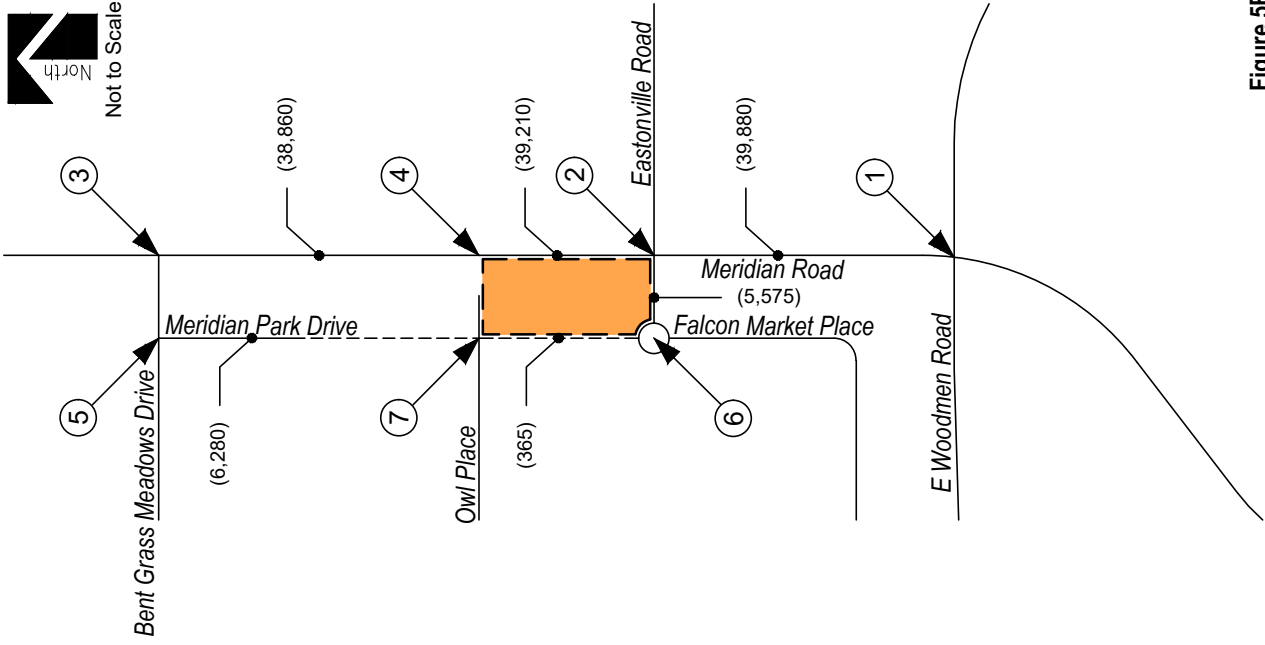 North
Not to Scale
3
(38,860)
4
(39,210)
2
Eastonville Road
(39,880)
1
Meridian Road
(5,575)
Meridian Park Drive
Falcon Market Place
5
Bent Grass Meadows Drive
(6,280)
7
Owl Place
(365)
6
E Woodmen Road